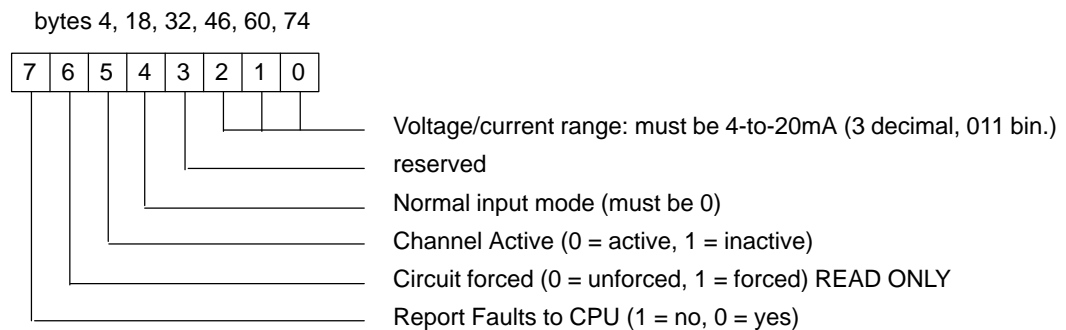 bytes 4, 18, 32, 46, 60, 74
7 6 5 4 3 2 1 0
Voltage/current range: must be 4-to-20mA (3 decimal, 011 bin.)
reserved
Normal input mode (must be 0)
Channel Active (0 = active, 1 = inactive)
Circuit forced (0 = unforced, 1 = forced) READ ONLY
Report Faults to CPU (1 = no, 0 = yes)